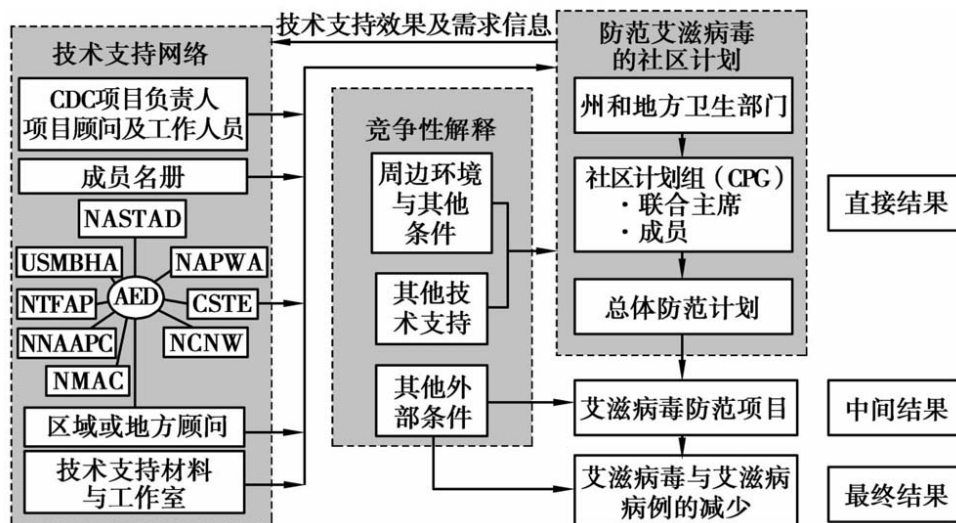 技术支持效果及需求信息
技术支持网络
CDC项目负责人
项目顾问及工作人员
成员名册
NASTAD
USMBHA
NAPWA
NTFAP
AED
CSTE
NNAAPC
NCNW
NMAC
区域或地方顾问
技术支持材料
与工作室
竞争性解释
周边环境
与其他
条件
其他技
术支持
其他外
部条件
防范艾滋病毒
的社区计划
州和地方卫生部门
社区计划组（CPG）
·联合主席
·成员
总体防范计划
艾滋病毒防范项目
艾滋病毒与艾滋病
病例的减少
直接结果
中间结果
最终结果